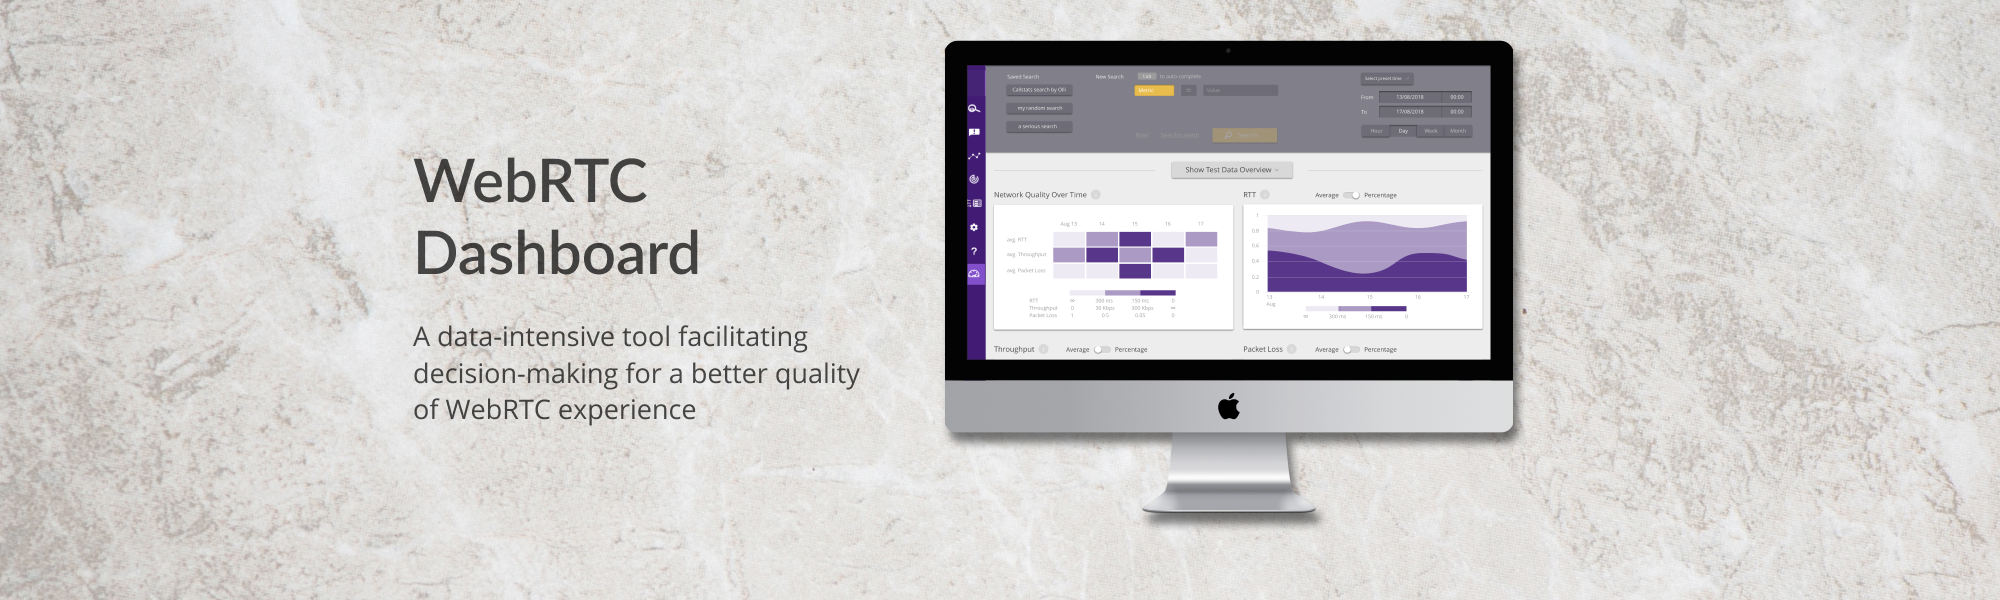 WebRTC
Dashboard
A data-intensive tool facilitating
decision-making for a better quality
of WebRTC experience
Saved Search
Callstats search by Olli
my random search
a serious search
New Search
to auto-complete
Metric
Value
Select preset time
From 13/08/2018 00:00
To 17/08/2018 00:00
Hour Day Week Month
Show Test Data Overview
Network Quality Over Time
Aug 13 14 15 16 17
avg. RTT
avg. Throughput
avg. Packet Loss
RTT ∞ 300 ms 150 ms 0
Throughput 0 30 Kbps 300 Kbps ∞
Packet Loss 1 0.5 0.05 0
RTT Average Percentage
1
0.8
0.6
0.4
0.2
0
13 14 15 16 17
Aug
∞ 300 ms 150 ms 0
Throughput Average Percentage
Packet Loss Average Percentage